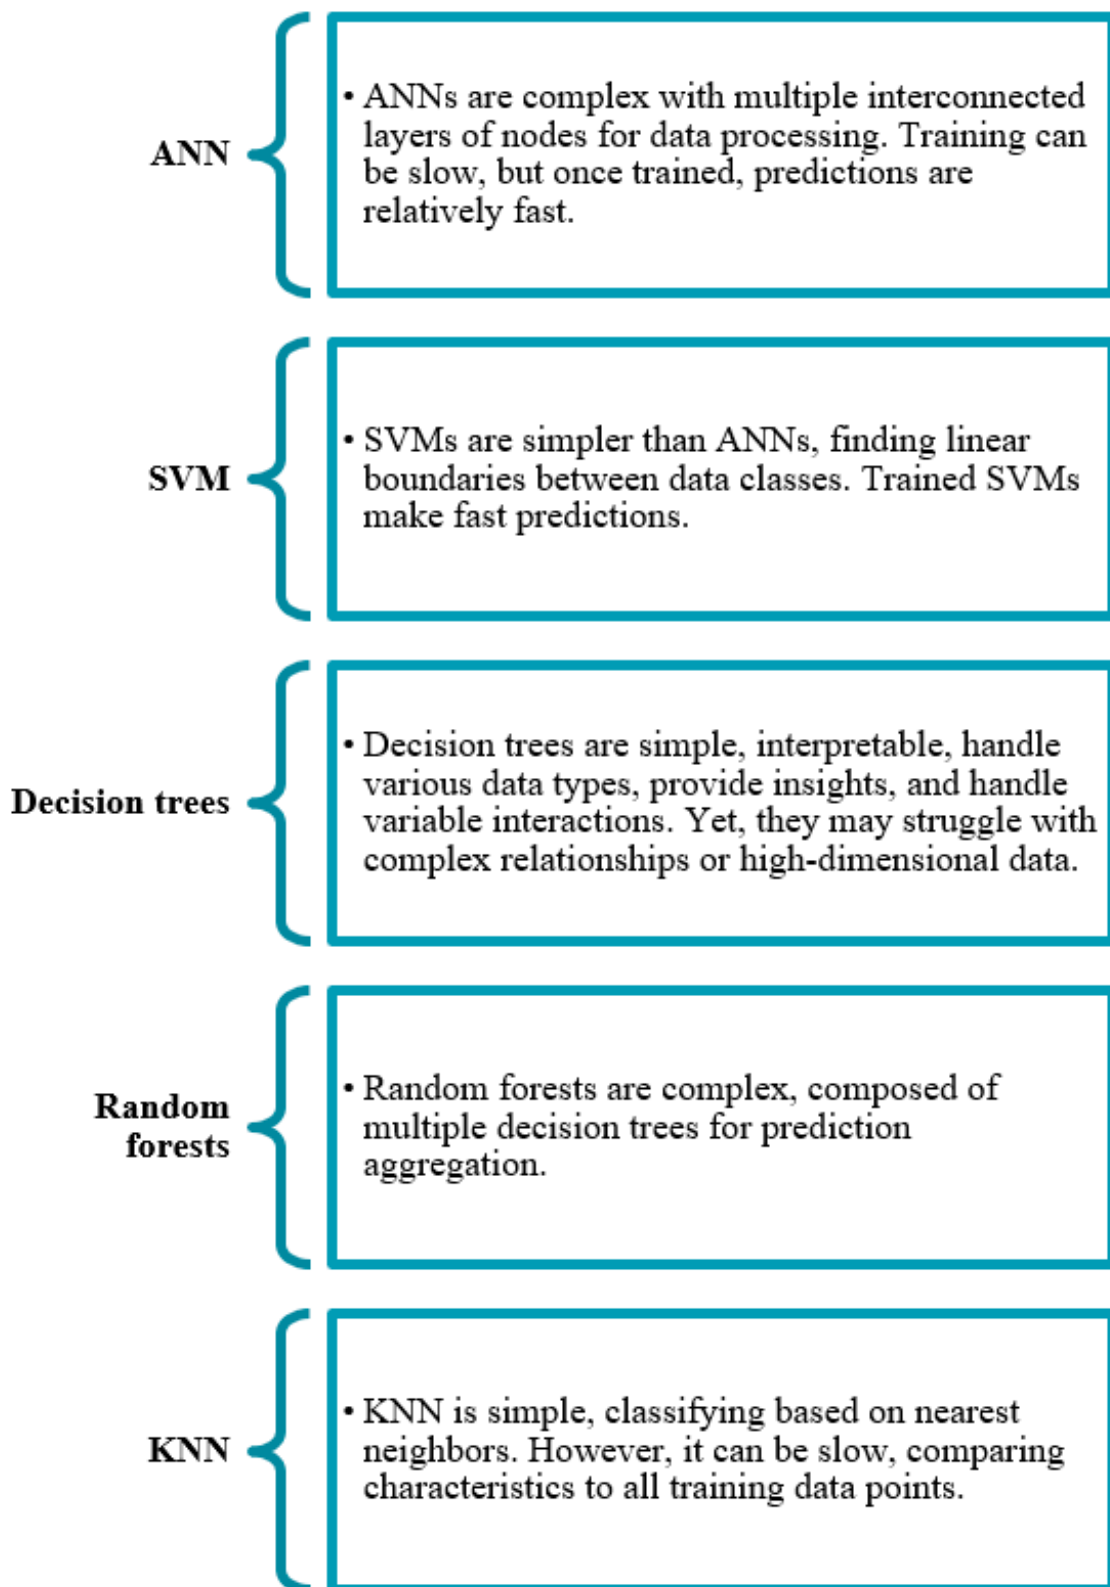 ANN
• ANNs are complex with multiple interconnected
layers of nodes for data processing. Training can
be slow, but once trained, predictions are
relatively fast.
SVM
• SVMs are simpler than ANNs, finding linear
boundaries between data classes. Trained SVMs
make fast predictions.
Decision trees
• Decision trees are simple, interpretable, handle
various data types, provide insights, and handle
variable interactions. Yet, they may struggle with
complex relationships or high-dimensional data.
Random
forests
• Random forests are complex, composed of
multiple decision trees for prediction
aggregation.
KNN
• KNN is simple, classifying based on nearest
neighbors. However, it can be slow, comparing
characteristics to all training data points.